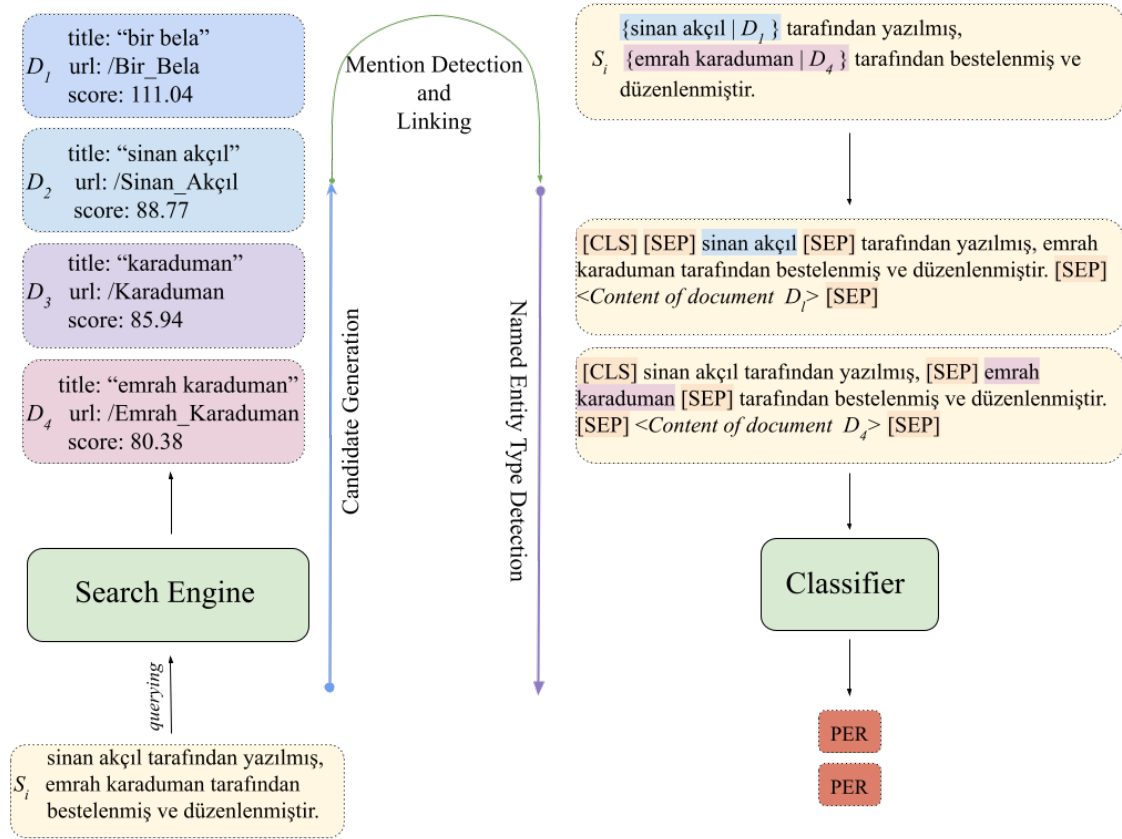 title: “bir bela”
D1 url: /Bir_Bela
score: 111.04
title: “sinan akçıl”
D2 url: /Sinan_Akçıl
score: 88.77
title: “karaduman”
D3 url: /Karaduman
score: 85.94
title: “emrah karaduman”
D4 url: /Emrah_Karaduman
score: 80.38
Search Engine
querying
sinan akçıl tarafından yazılmış,
Si emrah karaduman tarafından
bestelenmiş ve düzenlenmiştir.
Candidate Generation
Mention Detection
and
Linking
Named Entity Type Detection
{sinan akçıl | D1 } tarafından yazılmış,
Si {emrah karaduman | D4 } tarafından bestelenmiş ve
düzenlenmiştir.
[CLS] [SEP] sinan akçıl [SEP] tarafından yazılmış, emrah
karaduman tarafından bestelenmiş ve düzenlenmiştir. [SEP]
<Content of document D1> [SEP]
[CLS] sinan akçıl tarafından yazılmış, [SEP] emrah
karaduman [SEP] tarafından bestelenmiş ve düzenlenmiştir.
[SEP] <Content of document D4> [SEP]
Classifier
PER
PER